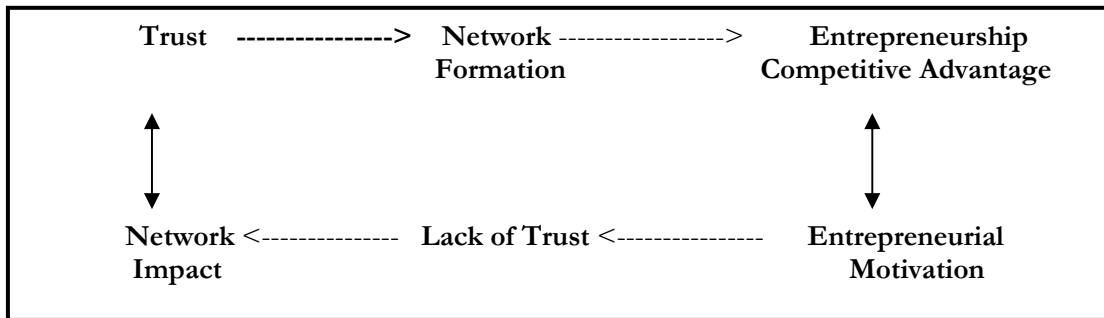 Trust ----------------> Network -----------------> Entrepreneurship
Formation Competitive Advantage
Network <-------------- Lack of Trust <--------------- Entrepreneurial
Impact Motivation